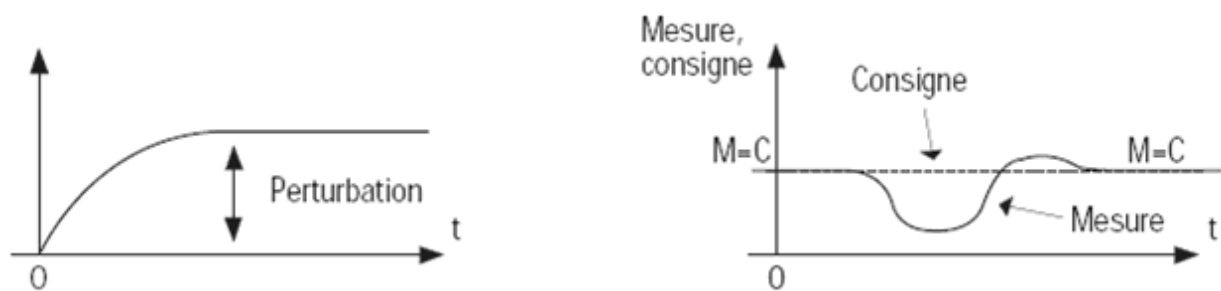 Perturbation
t
0
Mesure,
consigne
Consigne
M=C
M=C
Mesure
t
0